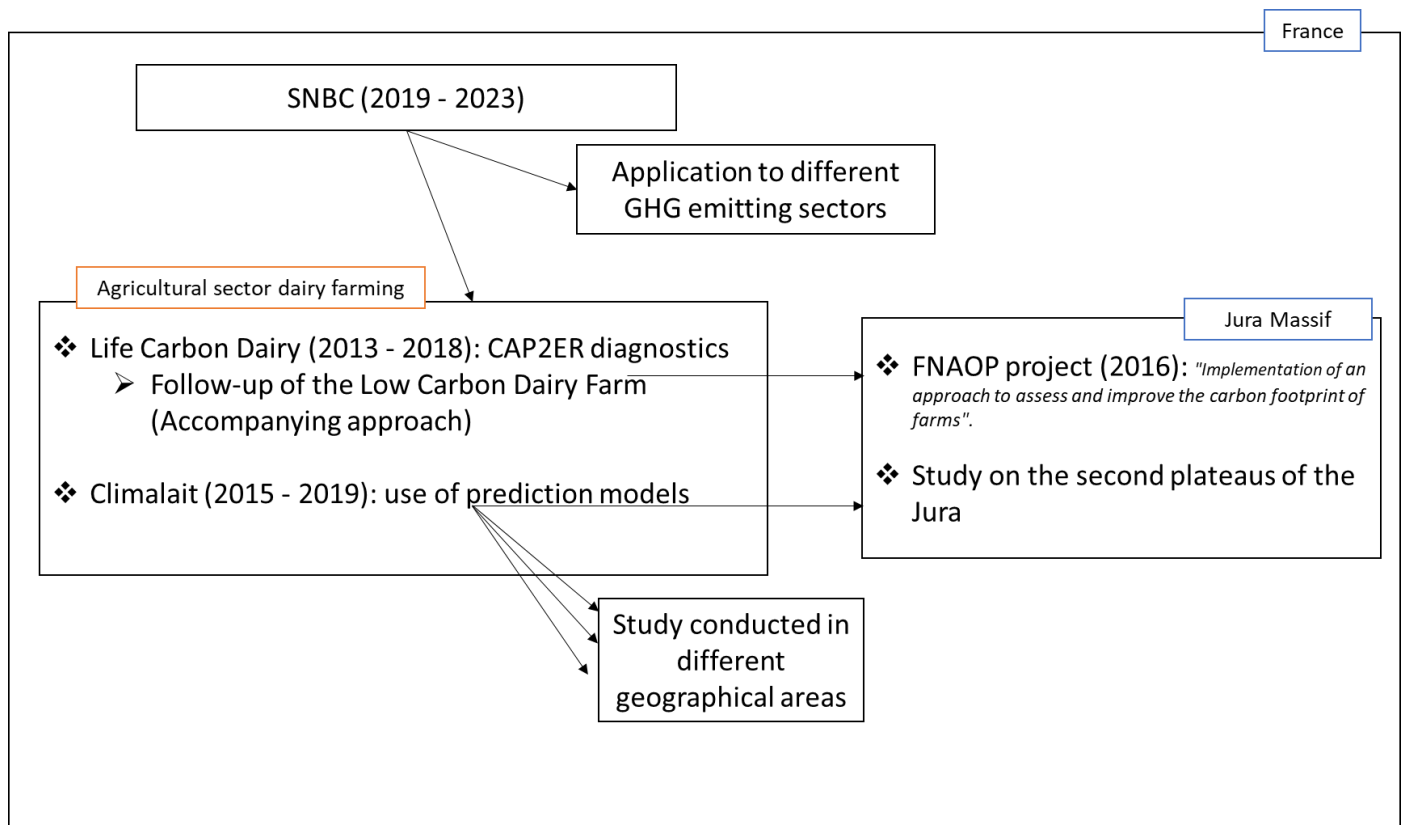 France
SNBC (2019 - 2023)
Application to different
GHG emitting sectors
Agricultural sector dairy farming
❖ Life Carbon Dairy (2013 - 2018): CAP2ER diagnostics
➢ Follow-up of the Low Carbon Dairy Farm
(Accompanying approach)
❖ Climalait (2015 - 2019): use of prediction models
Jura Massif
❖ FNAOP project (2016): "Implementation of an
approach to assess and improve the carbon footprint of
farms".
❖ Study on the second plateaus of the
Jura
Study conducted in
different
geographical areas